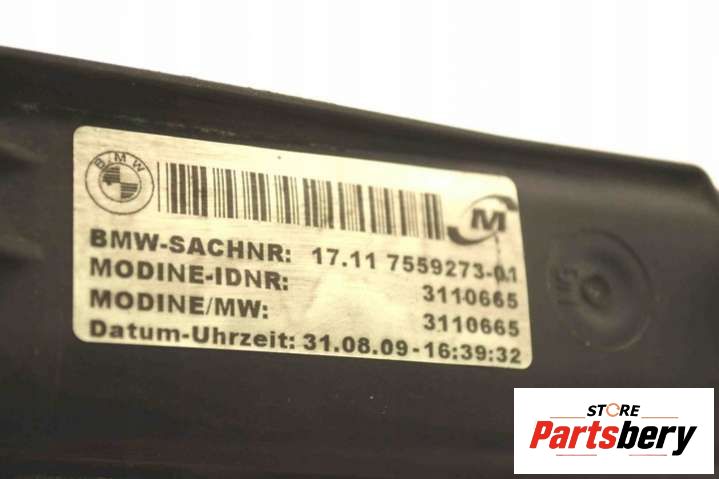 BMW
M
BMW-SACHNR: 17.11 7559273-01
MODINE-IDNR: 3110665
MODINE/MW: 3110665
Datum-Uhrzeit: 31.08.09-16:39:32
STORE
Partsbery